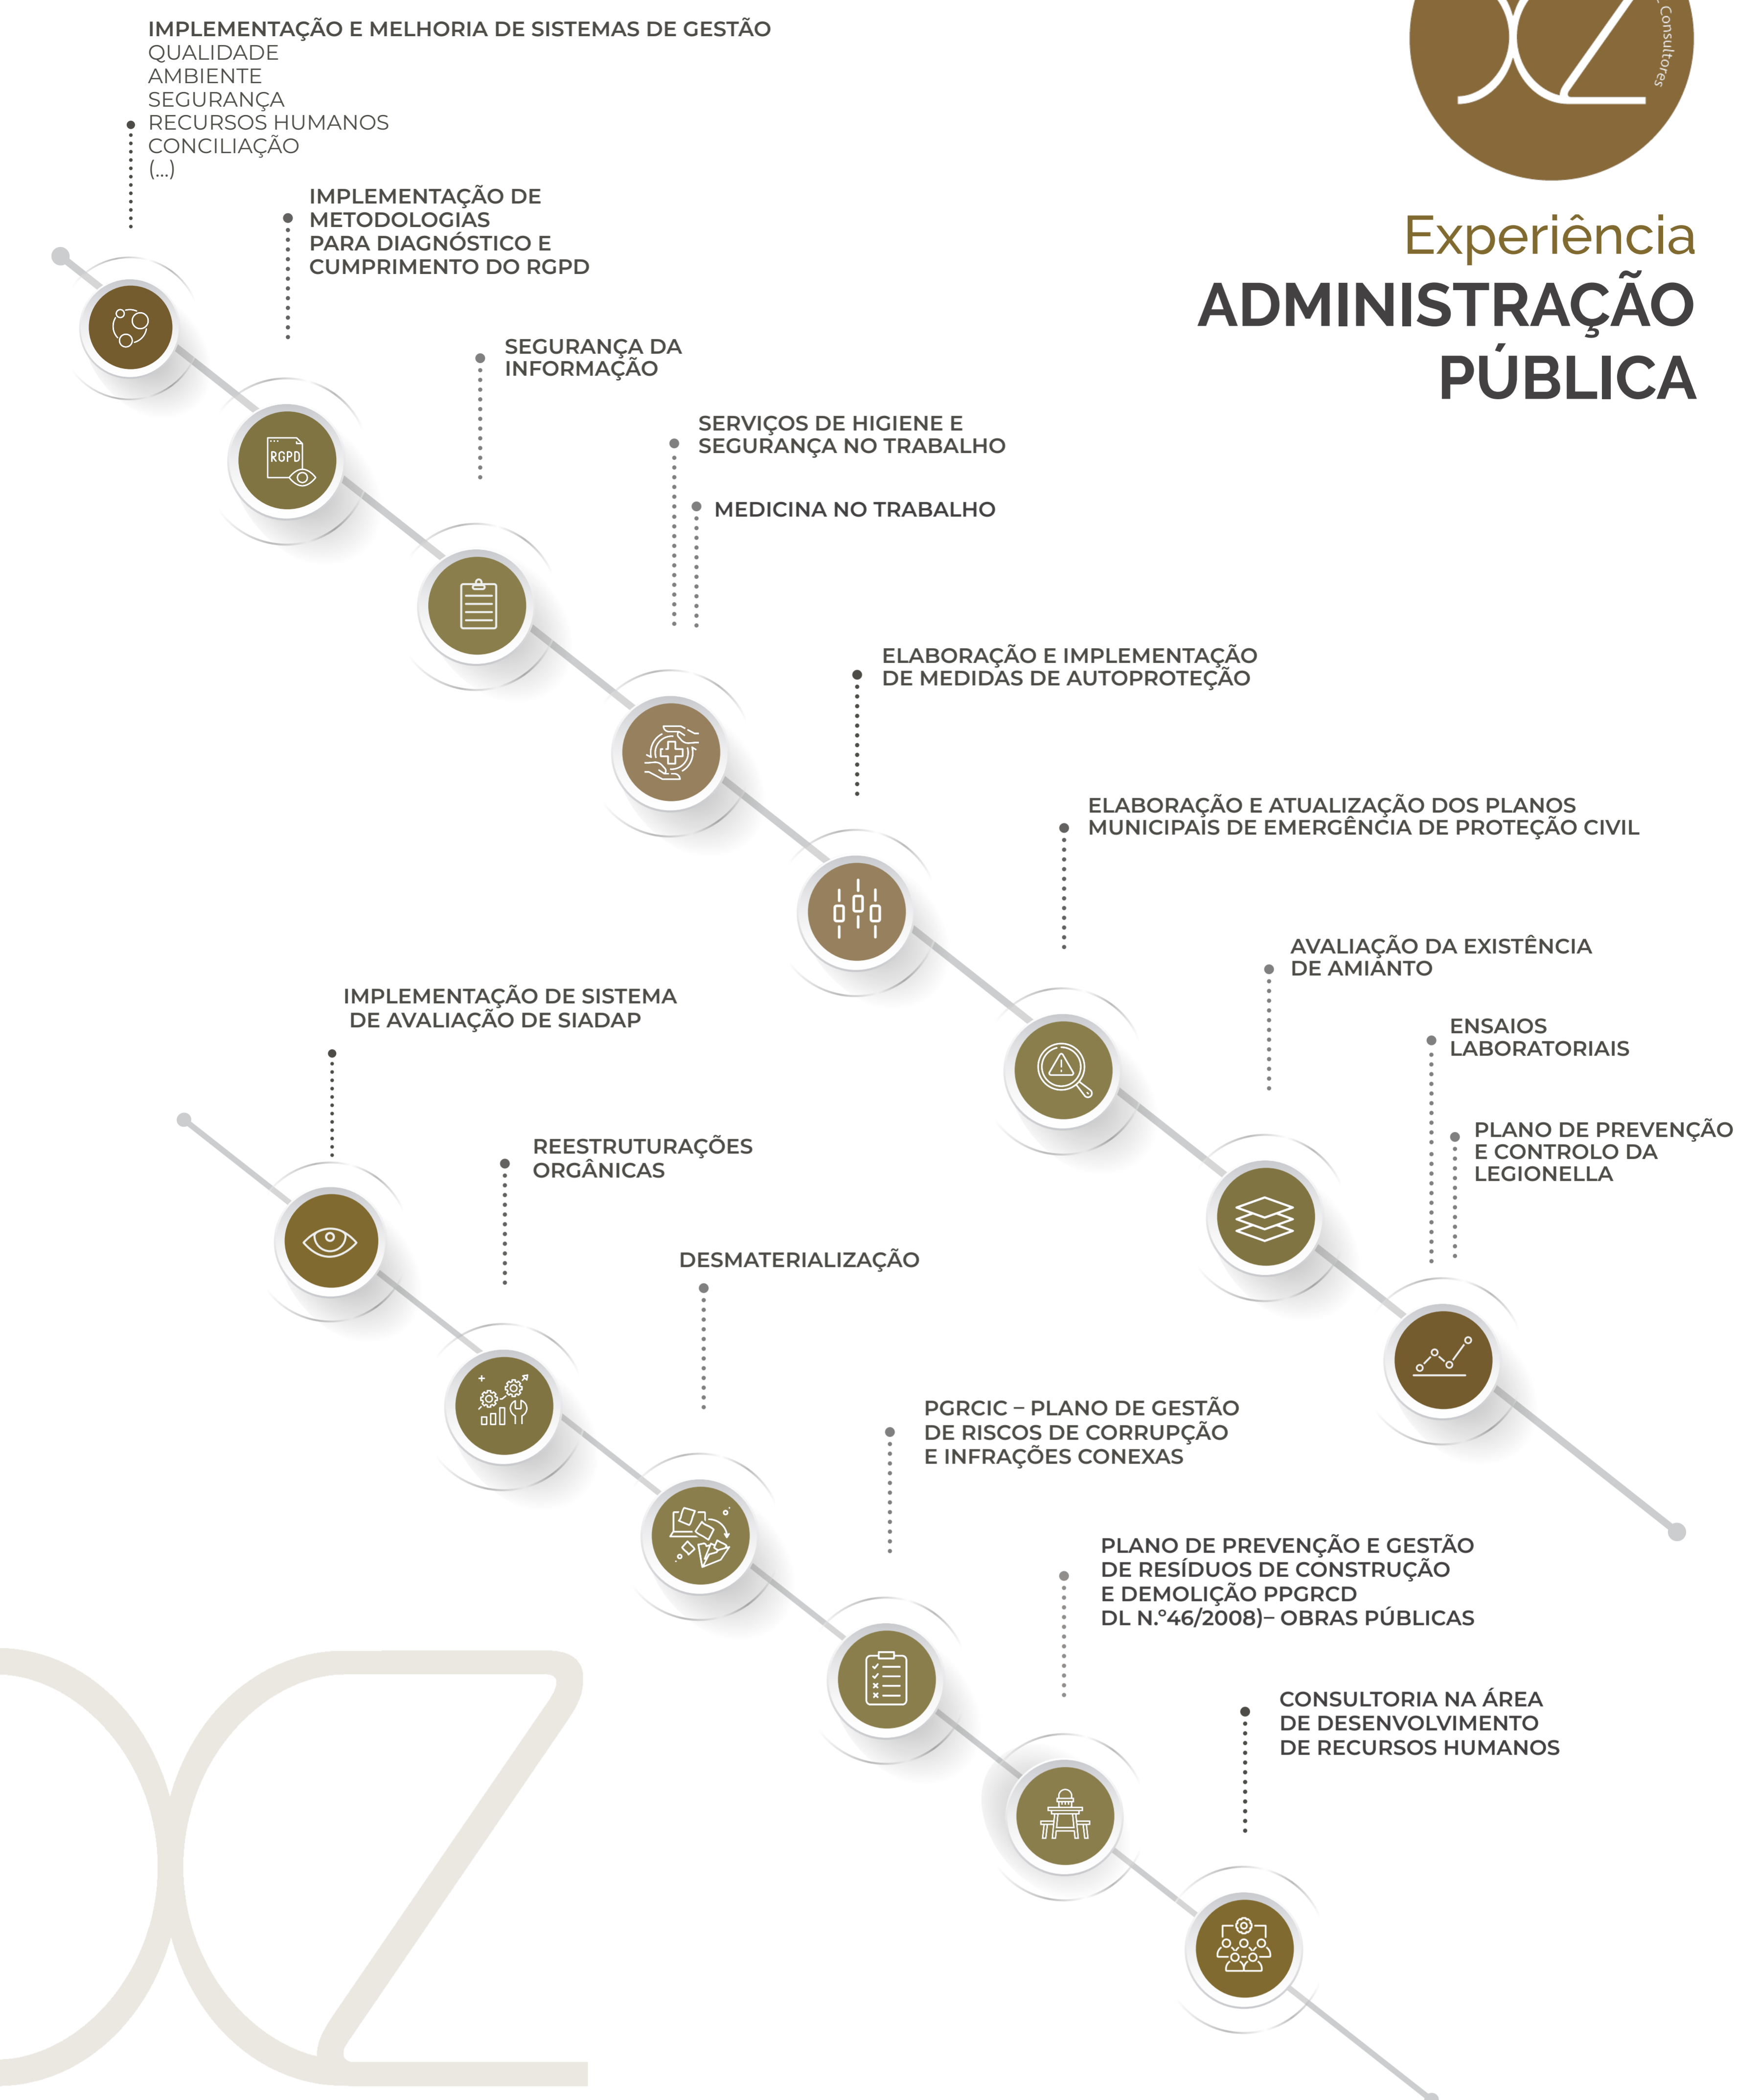 IMPLEMENTAÇÃO E MELHORIA DE SISTEMAS DE GESTÃO
QUALIDADE
AMBIENTE
SEGURANÇA
RECURSOS HUMANOS
CONCILIAÇÃO
(...)
Consultores
Experiência
ADMINISTRAÇÃO
PÚBLICA
IMPLEMENTAÇÃO DE
METODOLOGIAS
PARA DIAGNÓSTICO E
CUMPRIMENTO DO RGPD
RGPD
SEGURANÇA DA
INFORMAÇÃO
SERVIÇOS DE HIGIENE E
SEGURANÇA NO TRABALHO
MEDICINA NO TRABALHO
ELABORAÇÃO E IMPLEMENTAÇÃO
DE MEDIDAS DE AUTOPROTEÇÃO
ELABORAÇÃO E ATUALIZAÇÃO DOS PLANOS
MUNICIPAIS DE EMERGÊNCIA DE PROTEÇÃO CIVIL
AVALIAÇÃO DA EXISTÊNCIA
DE AMIANTO
ENSAIOS
LABORATORIAIS
PLANO DE PREVENÇÃO
E CONTROLO DA
LEGIONELLA
IMPLEMENTAÇÃO DE SISTEMA
DE AVALIAÇÃO DE SIADAP
REESTRUTURAÇÕES
ORGÂNICAS
DESMATERIALIZAÇÃO
PGRCIC – PLANO DE GESTÃO
DE RISCOS DE CORRUPÇÃO
E INFRAÇÕES CONEXAS
PLANO DE PREVENÇÃO E GESTÃO
DE RESÍDUOS DE CONSTRUÇÃO
E DEMOLIÇÃO PPGRCD
DL N.º46/2008)– OBRAS PÚBLICAS
CONSULTORIA NA ÁREA
DE DESENVOLVIMENTO
DE RECURSOS HUMANOS